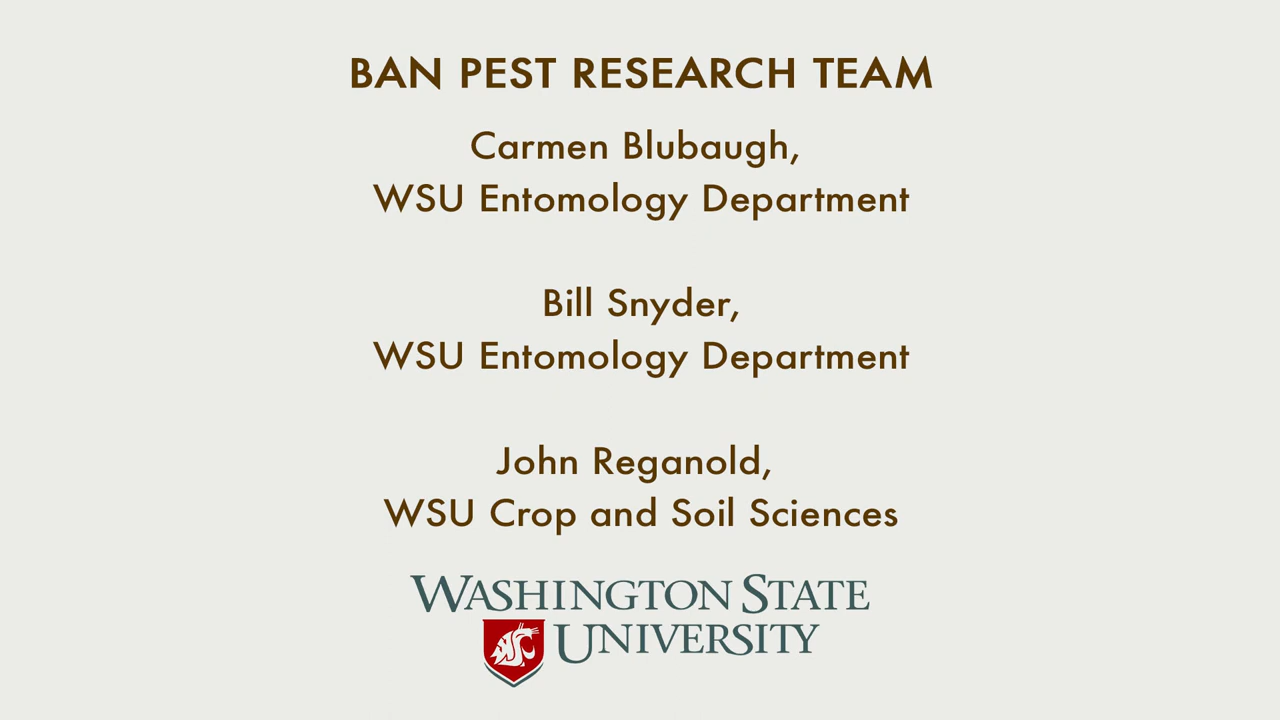 BAN PEST RESEARCH TEAM
Carmen Blubaugh,
WSU Entomology Department
Bill Snyder,
WSU Entomology Department
John Reganold,
WSU Crop and Soil Sciences
WASHINGTON STATE
UNIVERSITY